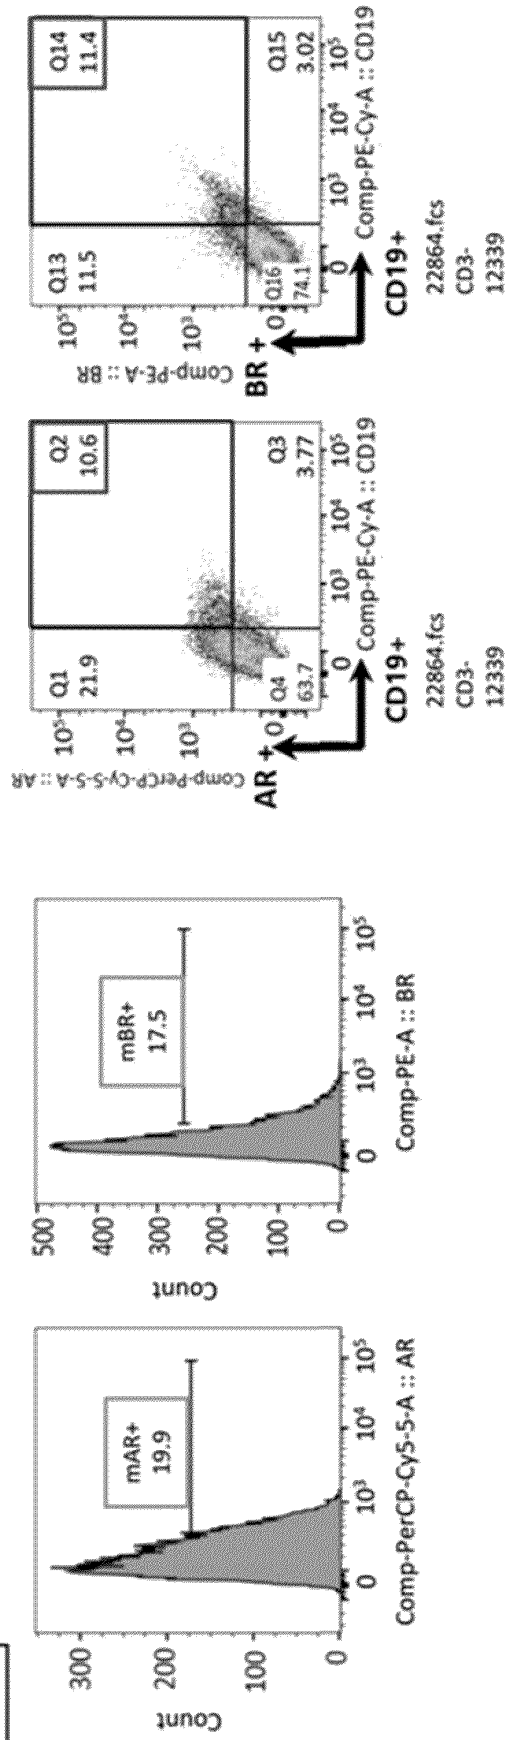 300
200
100
0
Count
mAR+
19.9
0
10³
10⁴
10⁵
Comp-PerCP-Cy5-5-A :: AR
500
400
300
200
100
0
Count
mBR+
17.5
0
10³
10⁴
10⁵
Comp-PE-A :: BR
Comp-PerCP-Cy-5-5-A :: AR
10⁵
10⁴
10³
0
Q1
21.9
Q2
10.6
Q3
3.77
Q4
63.7
0
10³
10⁴
10⁵
Comp-PE-Cy-A :: CD19
AR +
CD19+
22864.fcs
CD3-
12339
Comp-PE-A :: BR
10⁵
10⁴
10³
0
Q13
11.5
Q14
11.4
Q15
3.02
Q16
74.1
0
10³
10⁴
10⁵
Comp-PE-Cy-A :: CD19
BR +
CD19+
22864.fcs
CD3-
12339